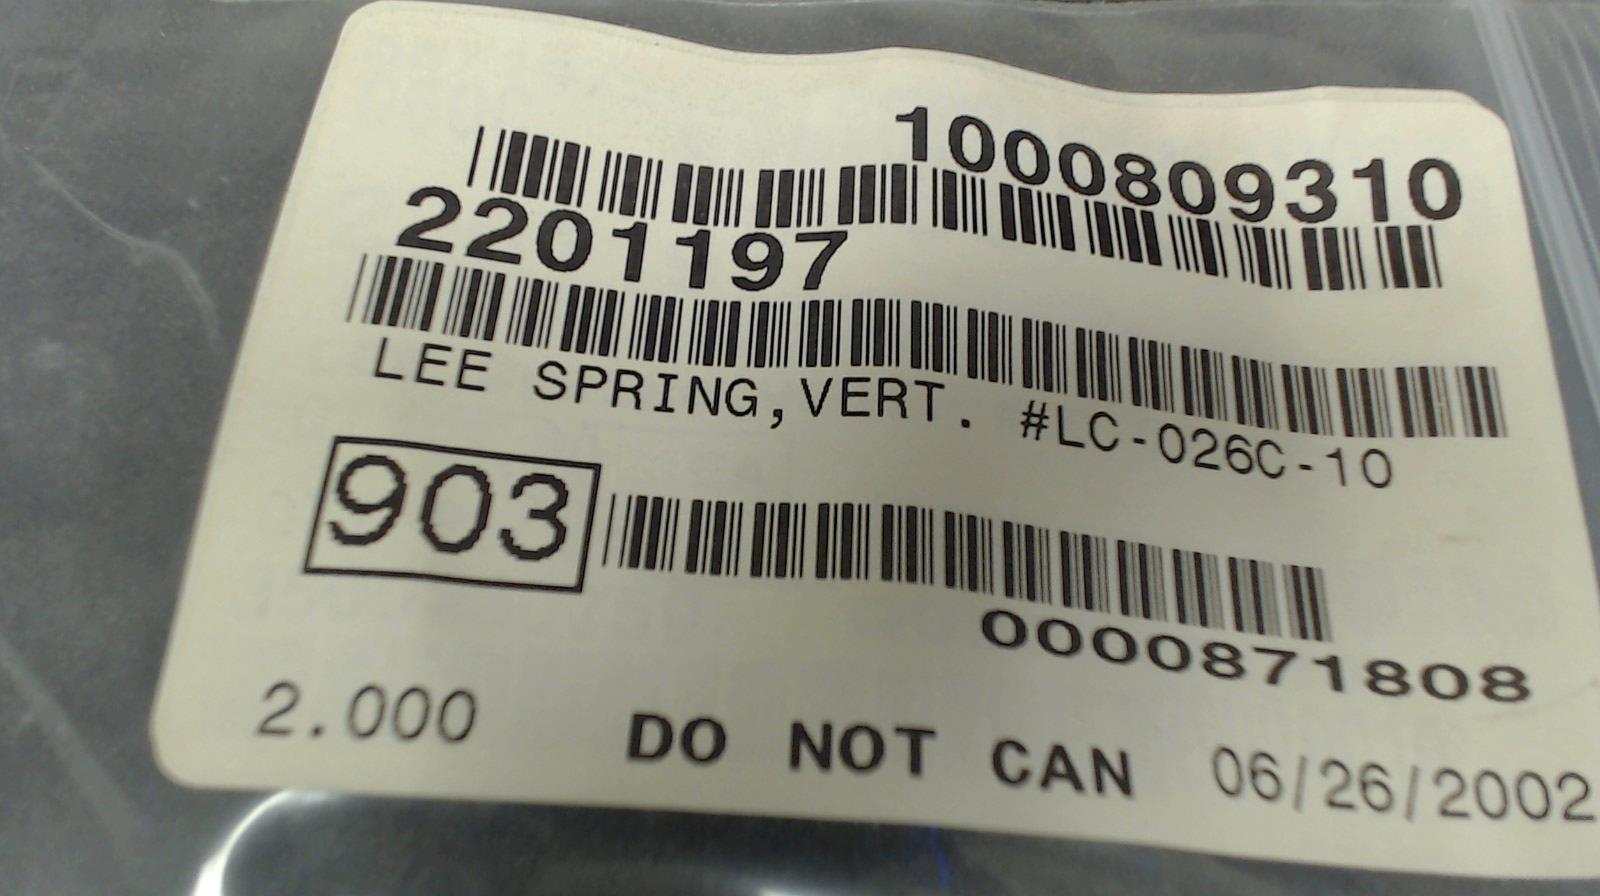 1000809310
2201197
LEE SPRING,VERT. #LC-026C-10
903
0000871808
2.000 DO NOT CAN 06/26/2002